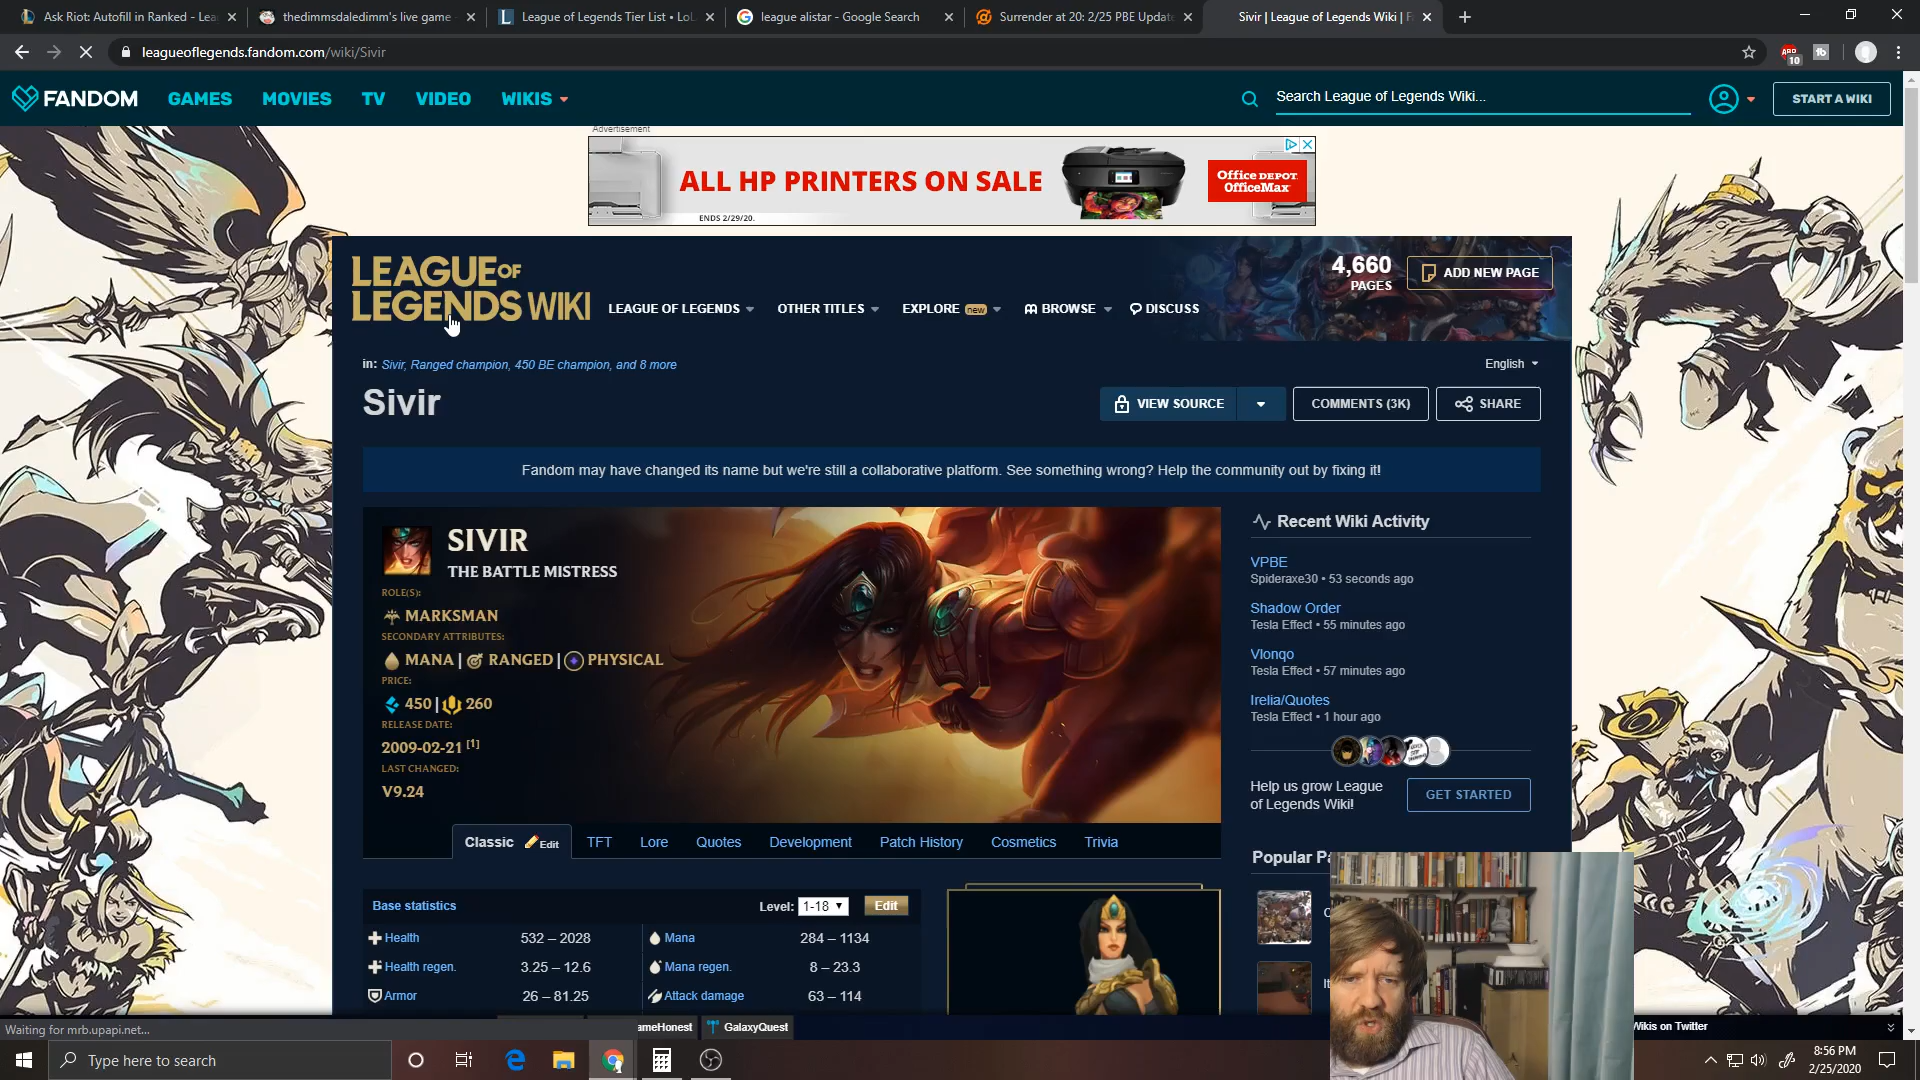 Ask Riot: Autofill in Ranked - Lea
thedimmsdaledimm's live game
League of Legends Tier List • LoL
league alistar - Google Search
Surrender at 20: 2/25 PBE Update
Sivir | League of Legends Wiki | F
leagueoflegends.fandom.com/wiki/Sivir
ABP
10
FANDOM
GAMES
MOVIES
TV
VIDEO
WIKIS
Search League of Legends Wiki...
START A WIKI
Advertisement
ALL HP PRINTERS ON SALE
ENDS 2/29/20.
Office DEPOT
OfficeMax
LEAGUE OF
LEGENDS WIKI
LEAGUE OF LEGENDS
OTHER TITLES
EXPLORE new
BROWSE
DISCUSS
4,660
PAGES
ADD NEW PAGE
in: Sivir, Ranged champion, 450 BE champion, and 8 more
English
Sivir
VIEW SOURCE
COMMENTS (3K)
SHARE
Fandom may have changed its name but we're still a collaborative platform. See something wrong? Help the community out by fixing it!
SIVIR
THE BATTLE MISTRESS
ROLE(S):
MARKSMAN
SECONDARY ATTRIBUTES:
MANA | RANGED | PHYSICAL
PRICE:
450 | 260
RELEASE DATE:
2009-02-21 [1]
LAST CHANGED:
V9.24
Recent Wiki Activity
VPBE
Spideraxe30 • 53 seconds ago
Shadow Order
Tesla Effect • 55 minutes ago
Vlonqo
Tesla Effect • 57 minutes ago
Irelia/Quotes
Tesla Effect • 1 hour ago
Help us grow League
of Legends Wiki!
GET STARTED
Classic Edit
TFT
Lore
Quotes
Development
Patch History
Cosmetics
Trivia
Popular P
Base statistics
Level: 1-18
Edit
Health 532 – 2028
Mana 284 – 1134
Health regen. 3.25 – 12.6
Mana regen. 8 – 23.3
Armor 26 – 81.25
Attack damage 63 – 114
Waiting for mrb.upapi.net...
ameHonest
GalaxyQuest
Wikis on Twitter
Type here to search
8:56 PM
2/25/2020